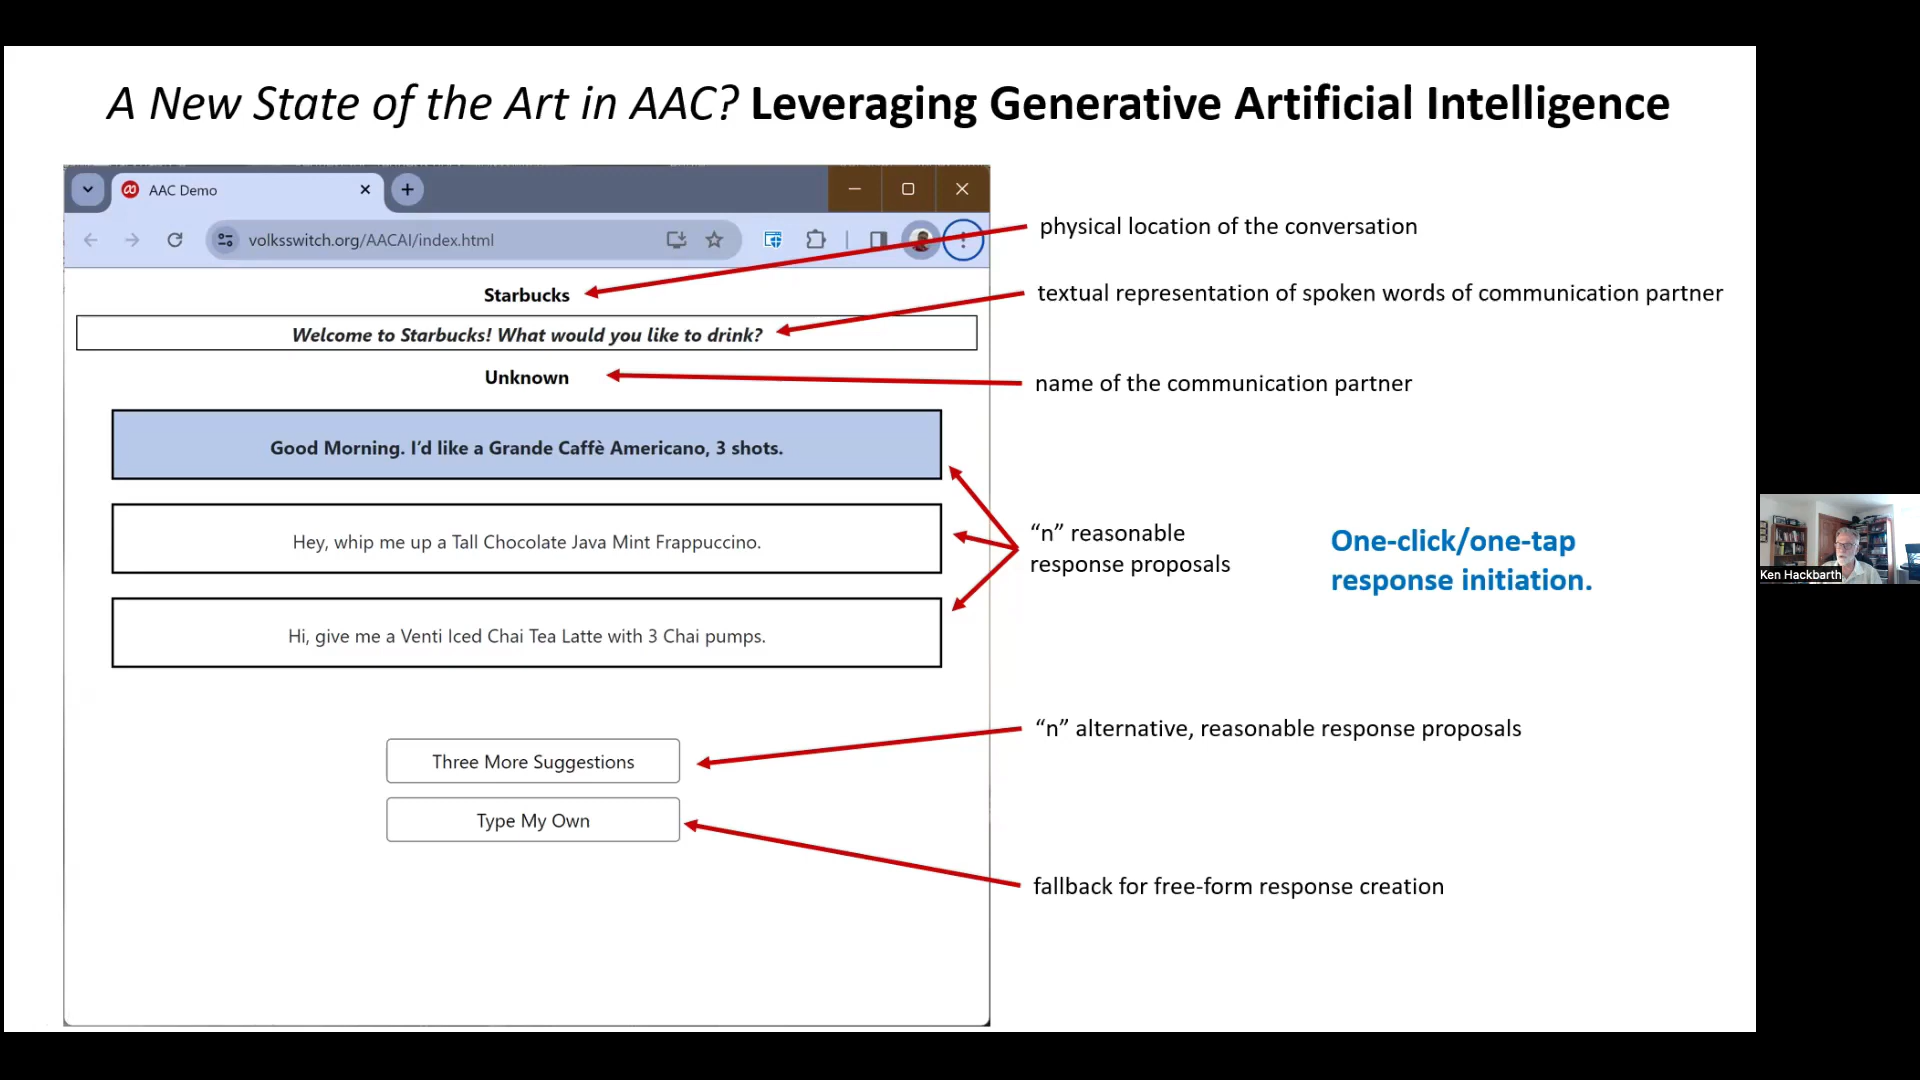 A New State of the Art in AAC? Leveraging Generative Artificial Intelligence
AAC Demo
volksswitch.org/AACAI/index.html
physical location of the conversation
Starbucks
textual representation of spoken words of communication partner
Welcome to Starbucks! What would you like to drink?
Unknown
name of the communication partner
Good Morning. I’d like a Grande Caffè Americano, 3 shots.
Hey, whip me up a Tall Chocolate Java Mint Frappuccino.
Hi, give me a Venti Iced Chai Tea Latte with 3 Chai pumps.
“n” reasonable
response proposals
One-click/one-tap
response initiation.
Ken Hackbarth
“n” alternative, reasonable response proposals
Three More Suggestions
Type My Own
fallback for free-form response creation